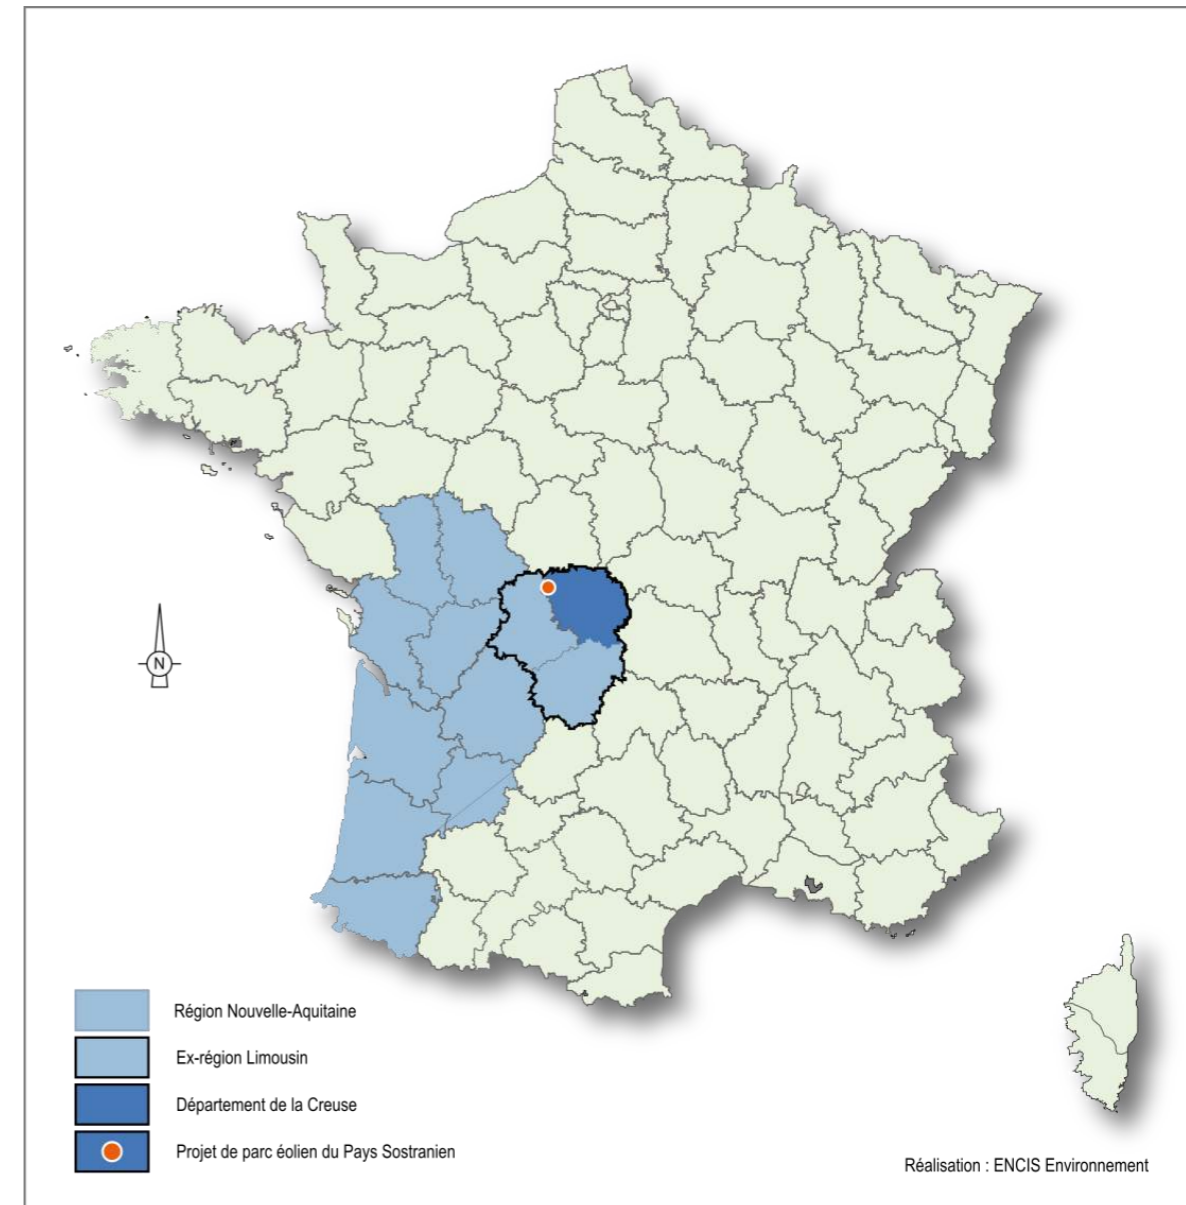 N
Région Nouvelle-Aquitaine
Ex-région Limousin
Département de la Creuse
Projet de parc éolien du Pays Sostranien
Réalisation : ENCIS Environnement